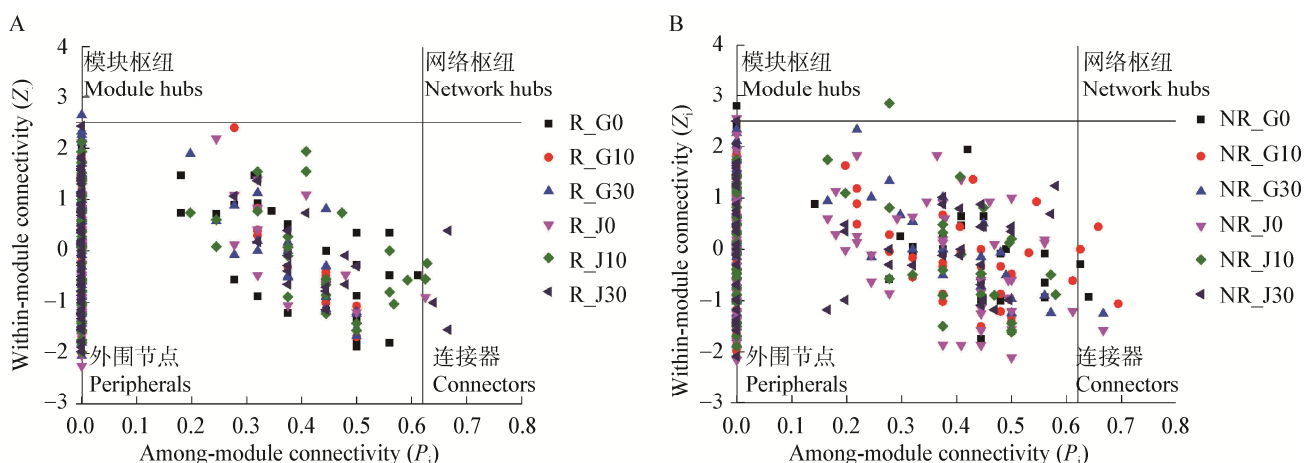 A
Within-module connectivity (Zi)
4
3
2
1
0
−1
−2
−3
模块枢纽
Module hubs
网络枢纽
Network hubs
外围节点
Peripherals
连接器
Connectors
0.0 0.1 0.2 0.3 0.4 0.5 0.6 0.7 0.8
Among-module connectivity (Pi)
R_G0
R_G10
R_G30
R_J0
R_J10
R_J30
B
Within-module connectivity (Zi)
4
3
2
1
0
−1
−2
−3
模块枢纽
Module hubs
网络枢纽
Network hubs
外围节点
Peripherals
连接器
Connectors
0.0 0.1 0.2 0.3 0.4 0.5 0.6 0.7 0.8
Among-module connectivity (Pi)
NR_G0
NR_G10
NR_G30
NR_J0
NR_J10
NR_J30